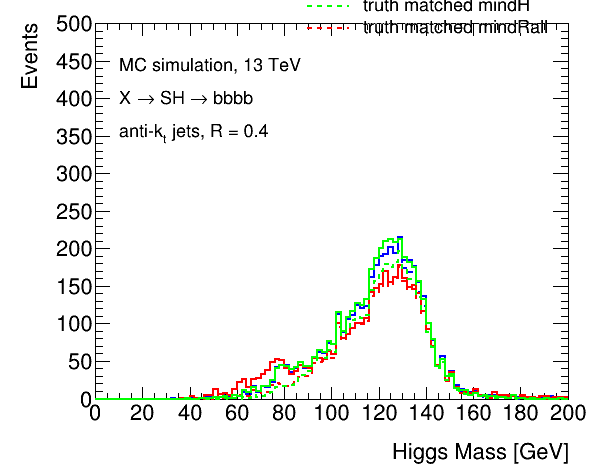 truth matched mindH
truth matched mindRall
Events
500
450
400
350
300
250
200
150
100
50
0
MC simulation, 13 TeV
X → SH → bbbb
anti-kt jets, R = 0.4
0 20 40 60 80 100 120 140 160 180 200
Higgs Mass [GeV]